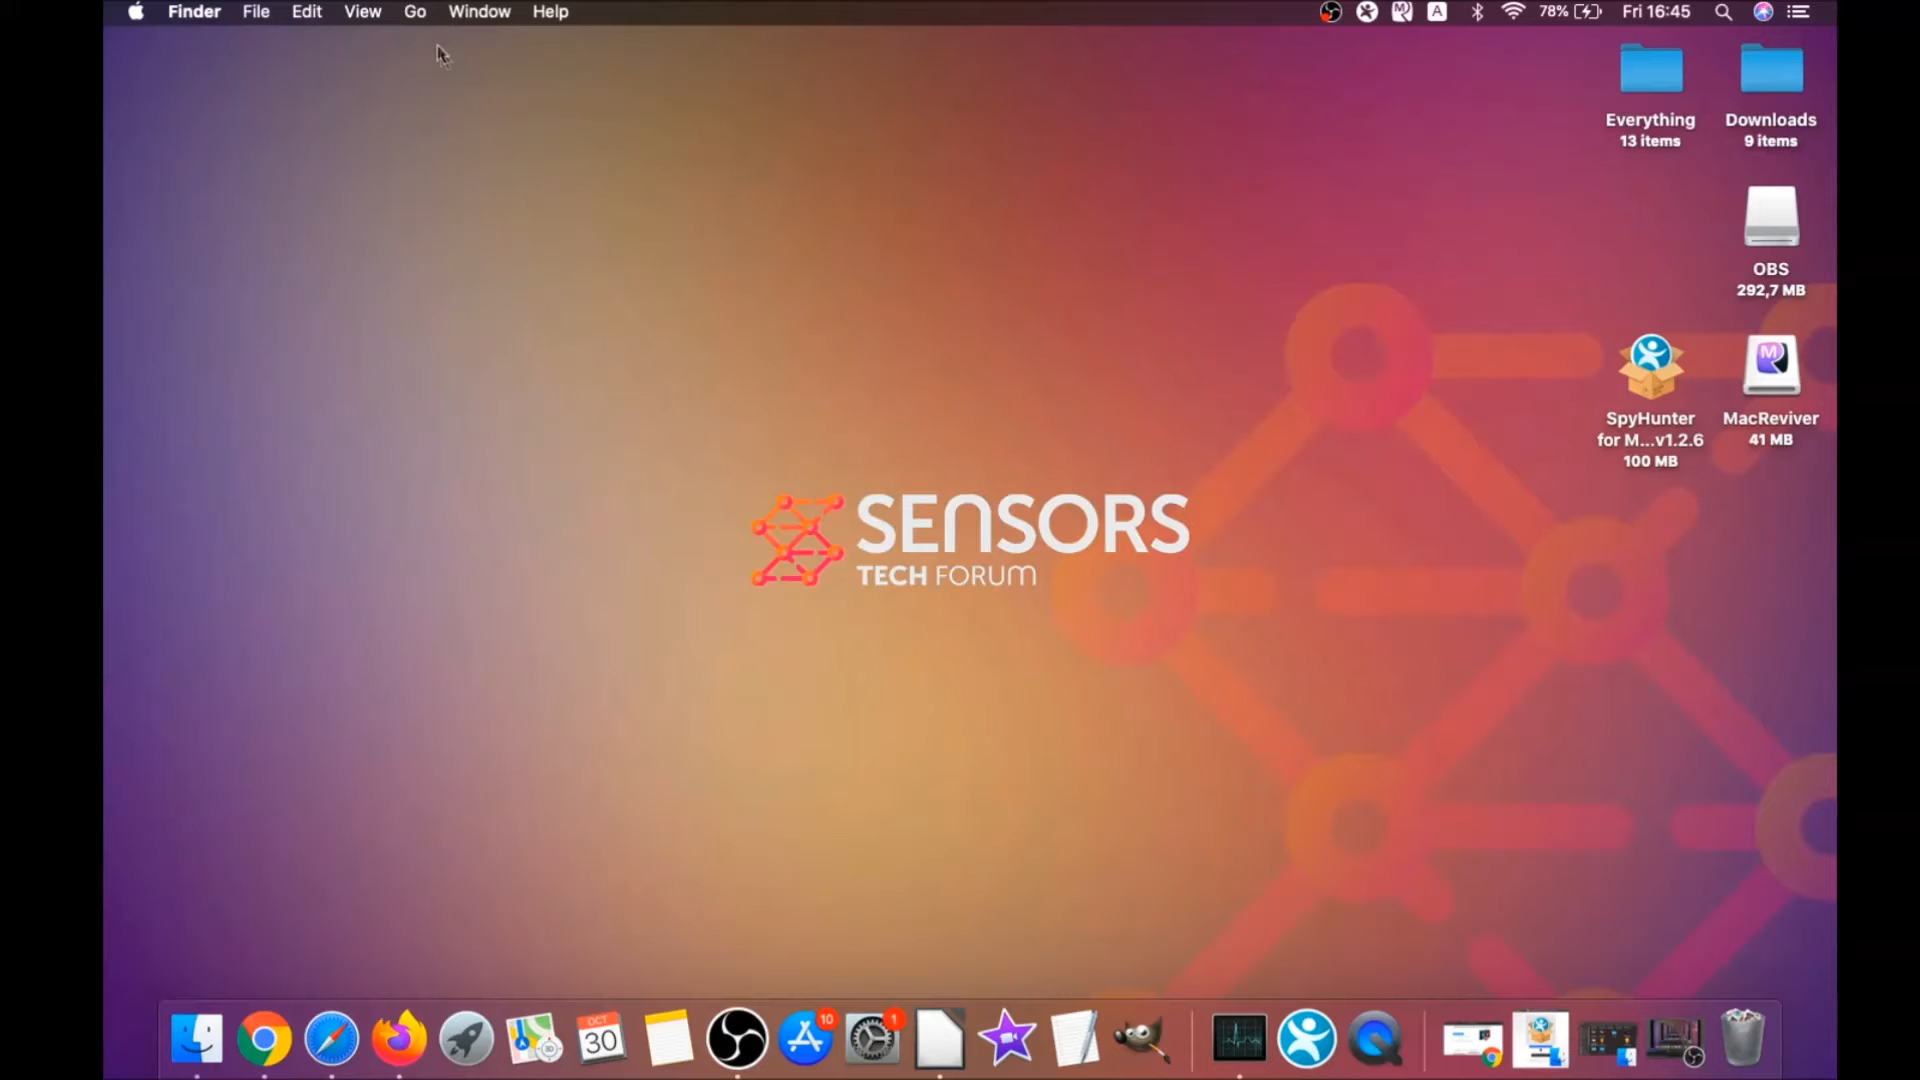 Finder File Edit View Go Window Help
A 78% Fri 16:45
Everything
13 items
Downloads
9 items
OBS
292,7 MB
M
SpyHunter
for M...v1.2.6
100 MB
MacReviver
41 MB
SENSORS
TECH FORUM
OCT
30
10
1